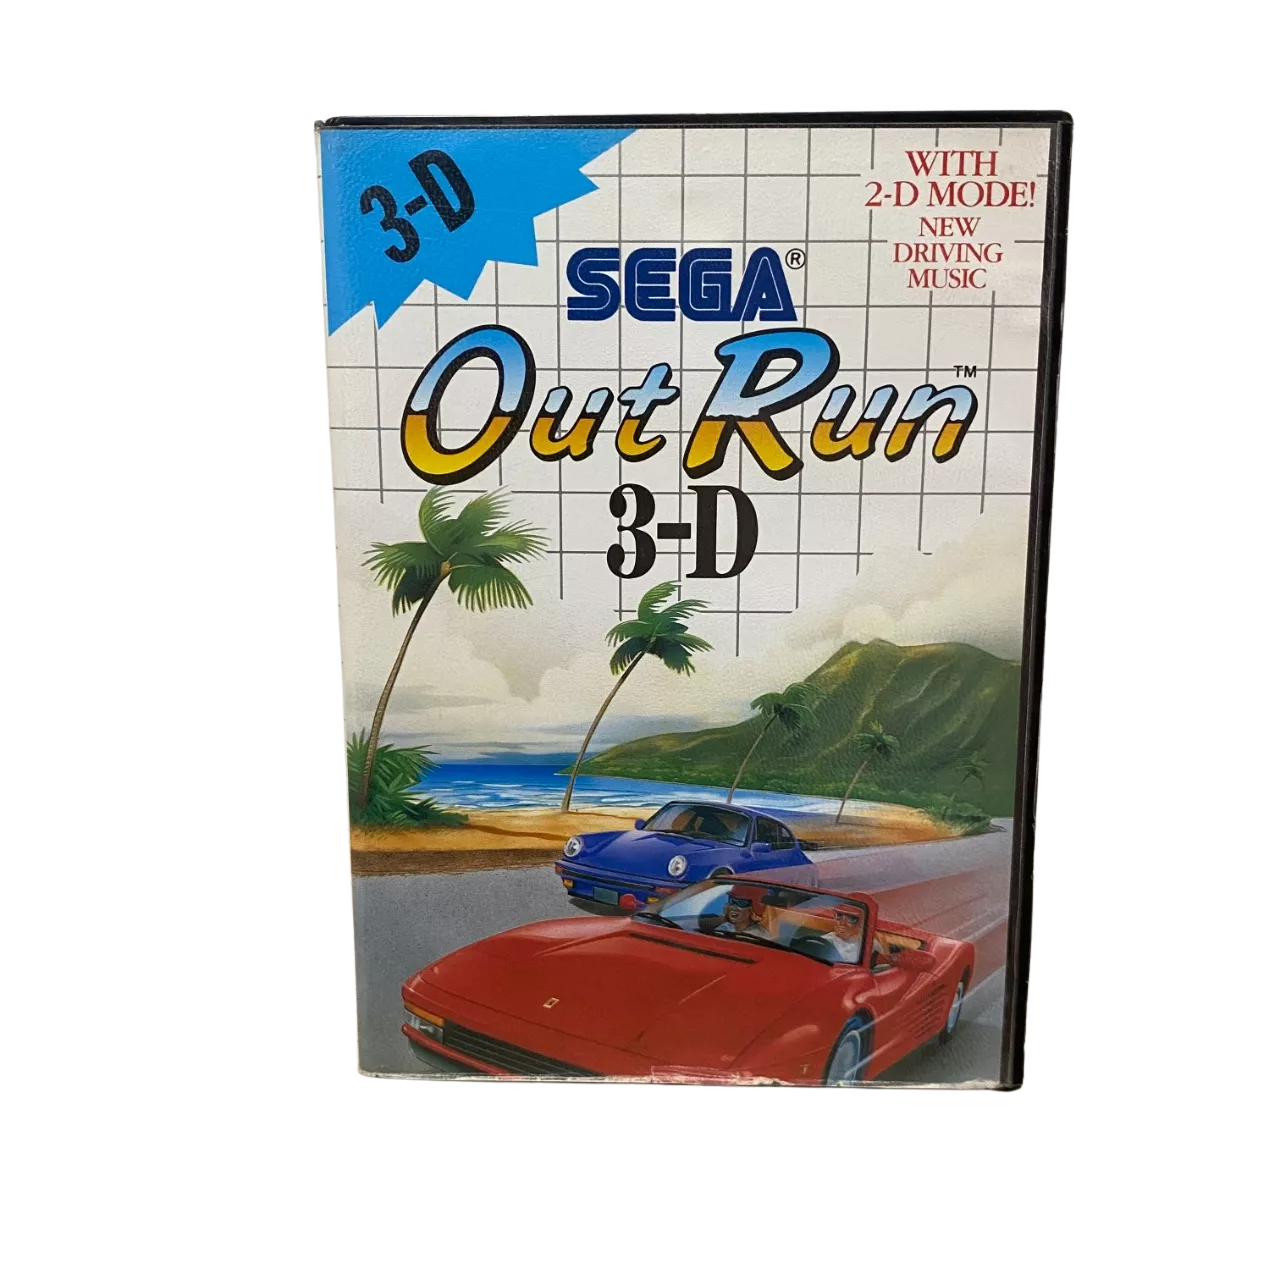 3-D
WITH
2-D MODE!
NEW
DRIVING
MUSIC
SEGA®
Out Run™
3-D